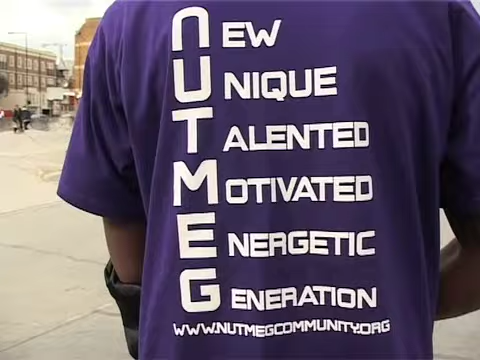 NEW
UNIQUE
TALENTED
MOTIVATED
ENERGETIC
GENERATION
WWW.NUTMEGCOMMUNITY.ORG